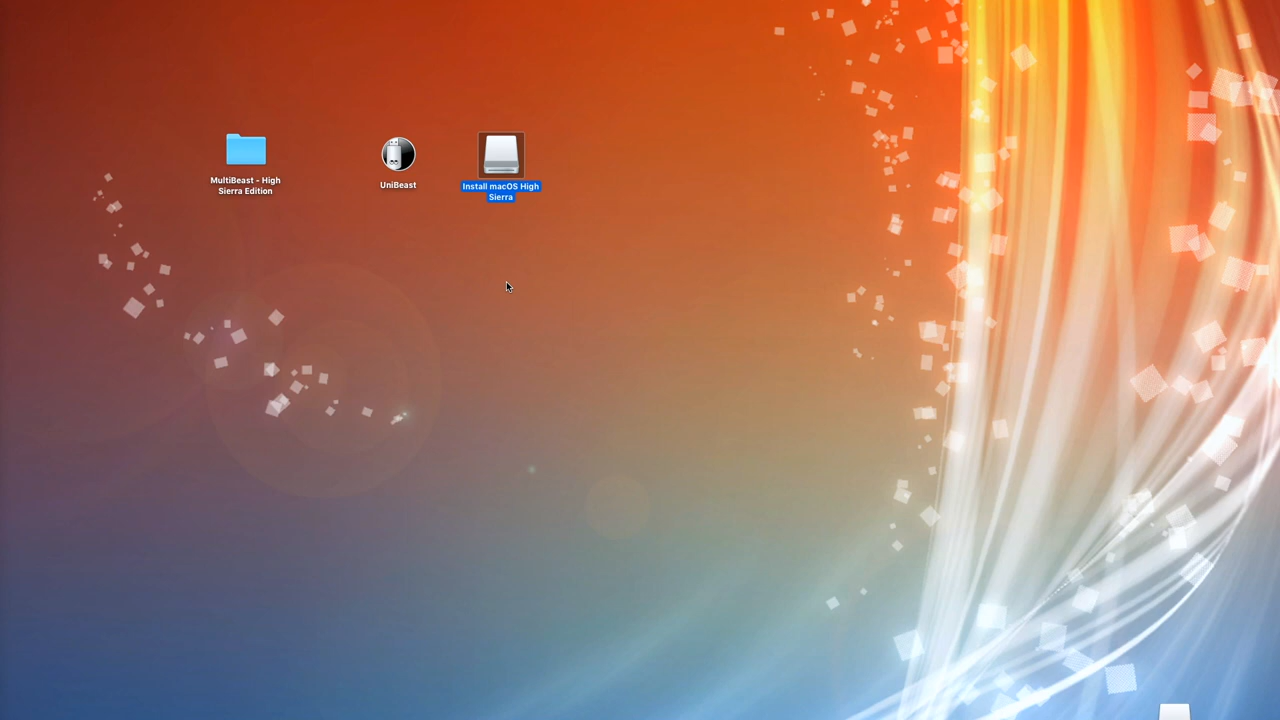 MultiBeast - High
Sierra Edition
UniBeast
Install macOS High
Sierra